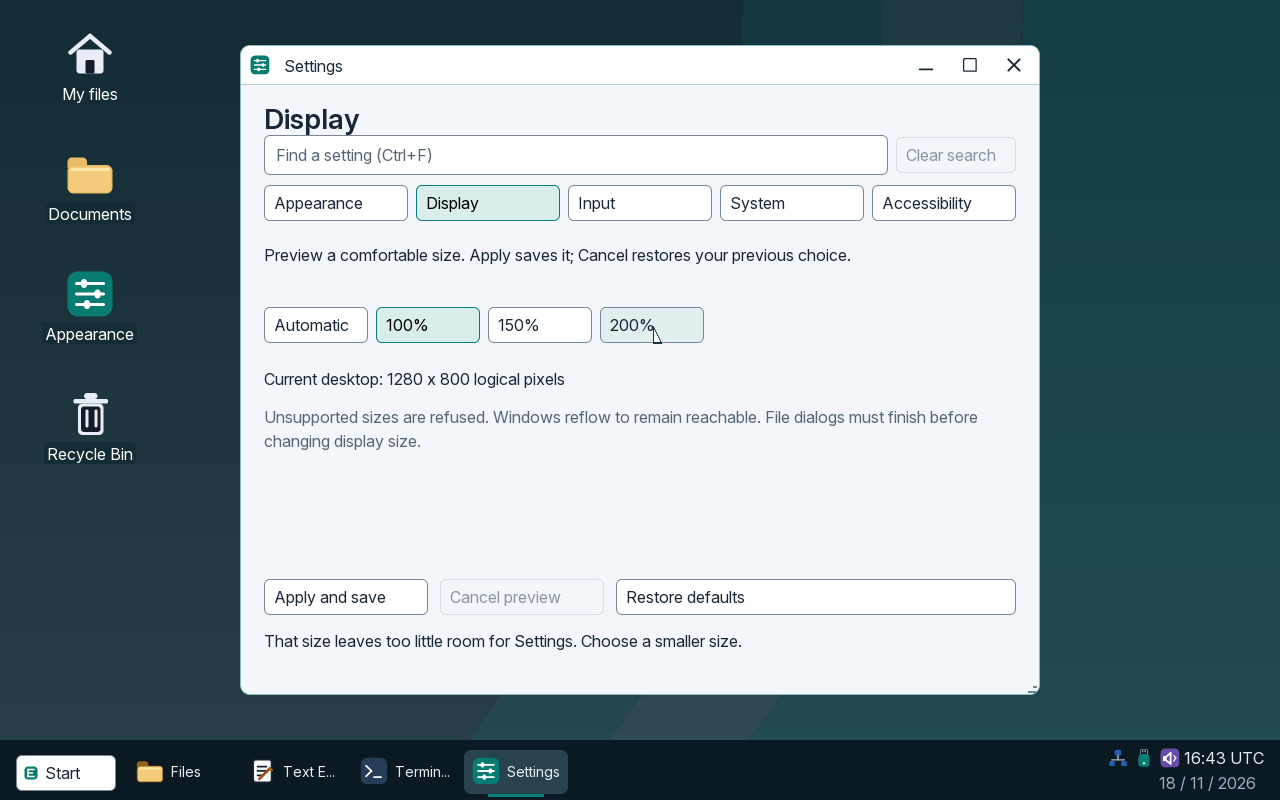 My files
Documents
Appearance
Recycle Bin
Settings
Display
Find a setting (Ctrl+F)
Clear search
Appearance
Display
Input
System
Accessibility
Preview a comfortable size. Apply saves it; Cancel restores your previous choice.
Automatic
100%
150%
200%
Current desktop: 1280 x 800 logical pixels
Unsupported sizes are refused. Windows reflow to remain reachable. File dialogs must finish before
changing display size.
Apply and save
Cancel preview
Restore defaults
That size leaves too little room for Settings. Choose a smaller size.
Start
Files
Text E...
Termin...
Settings
16:43 UTC
18 / 11 / 2026